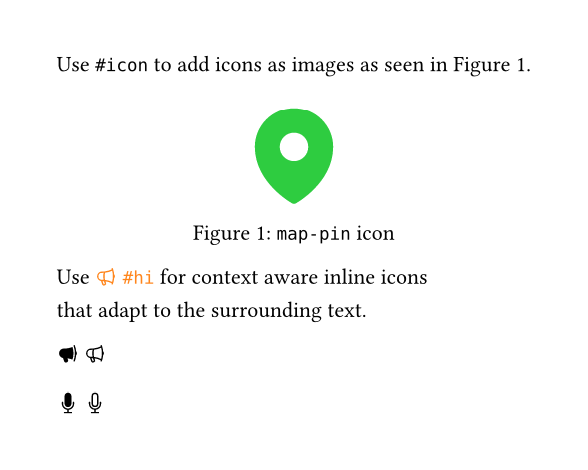 Use #icon to add icons as images as seen in Figure 1.
Figure 1: map-pin icon
Use #hi for context aware inline icons
that adapt to the surrounding text.